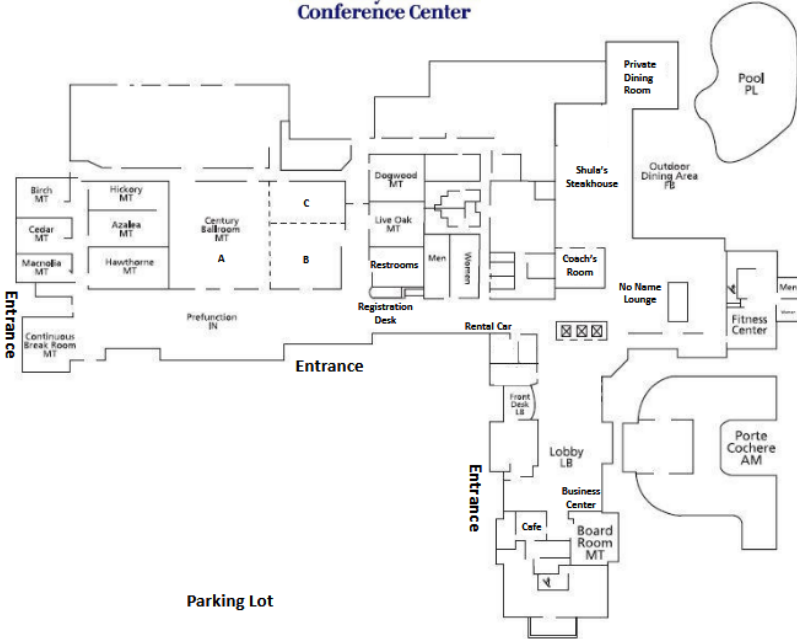 Conference Center
Private
Dining
Room
Pool
PL
Shula's
Steakhouse
Outdoor
Dining Area
FB
Birch
MT
Hickory
MT
Dogwood
MT
C
Century
Ballroom
MT
Cedar
MT
Azalea
MT
Live Oak
MT
A
B
Magnolia
MT
Hawthorne
MT
Restrooms
Men
Women
Coach's
Room
No Name
Lounge
Men
Fitness
Center
Entrance
Continuous
Break Room
MT
Prefunction
IN
Registration
Desk
Rental Car
Entrance
Front
Desk
LB
Lobby
LB
Porte
Cochere
AM
Entrance
Business
Center
Cafe
Board
Room
MT
Parking Lot